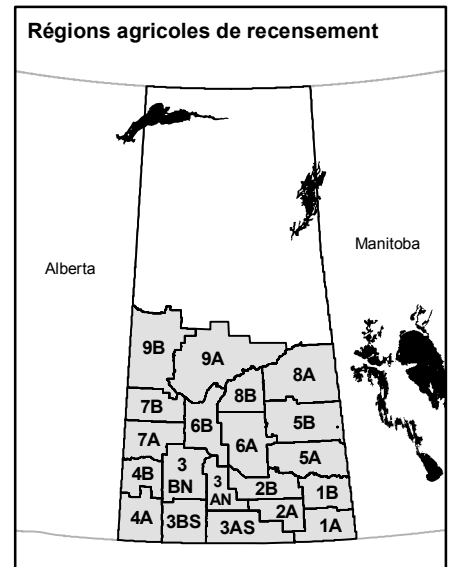 Régions agricoles de recensement
Manitoba
Alberta
9B
9A
8A
8B
7B
6B
5B
6A
7A
5A
3
BN
4B
3
AN
2B
1B
2A
4A
3BS
3AS
1A